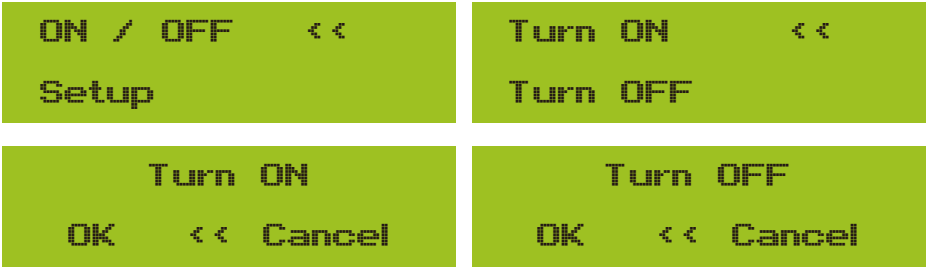 ON / OFF <<
Setup
Turn ON <<
Turn OFF
Turn ON
OK << Cancel
Turn OFF
OK << Cancel